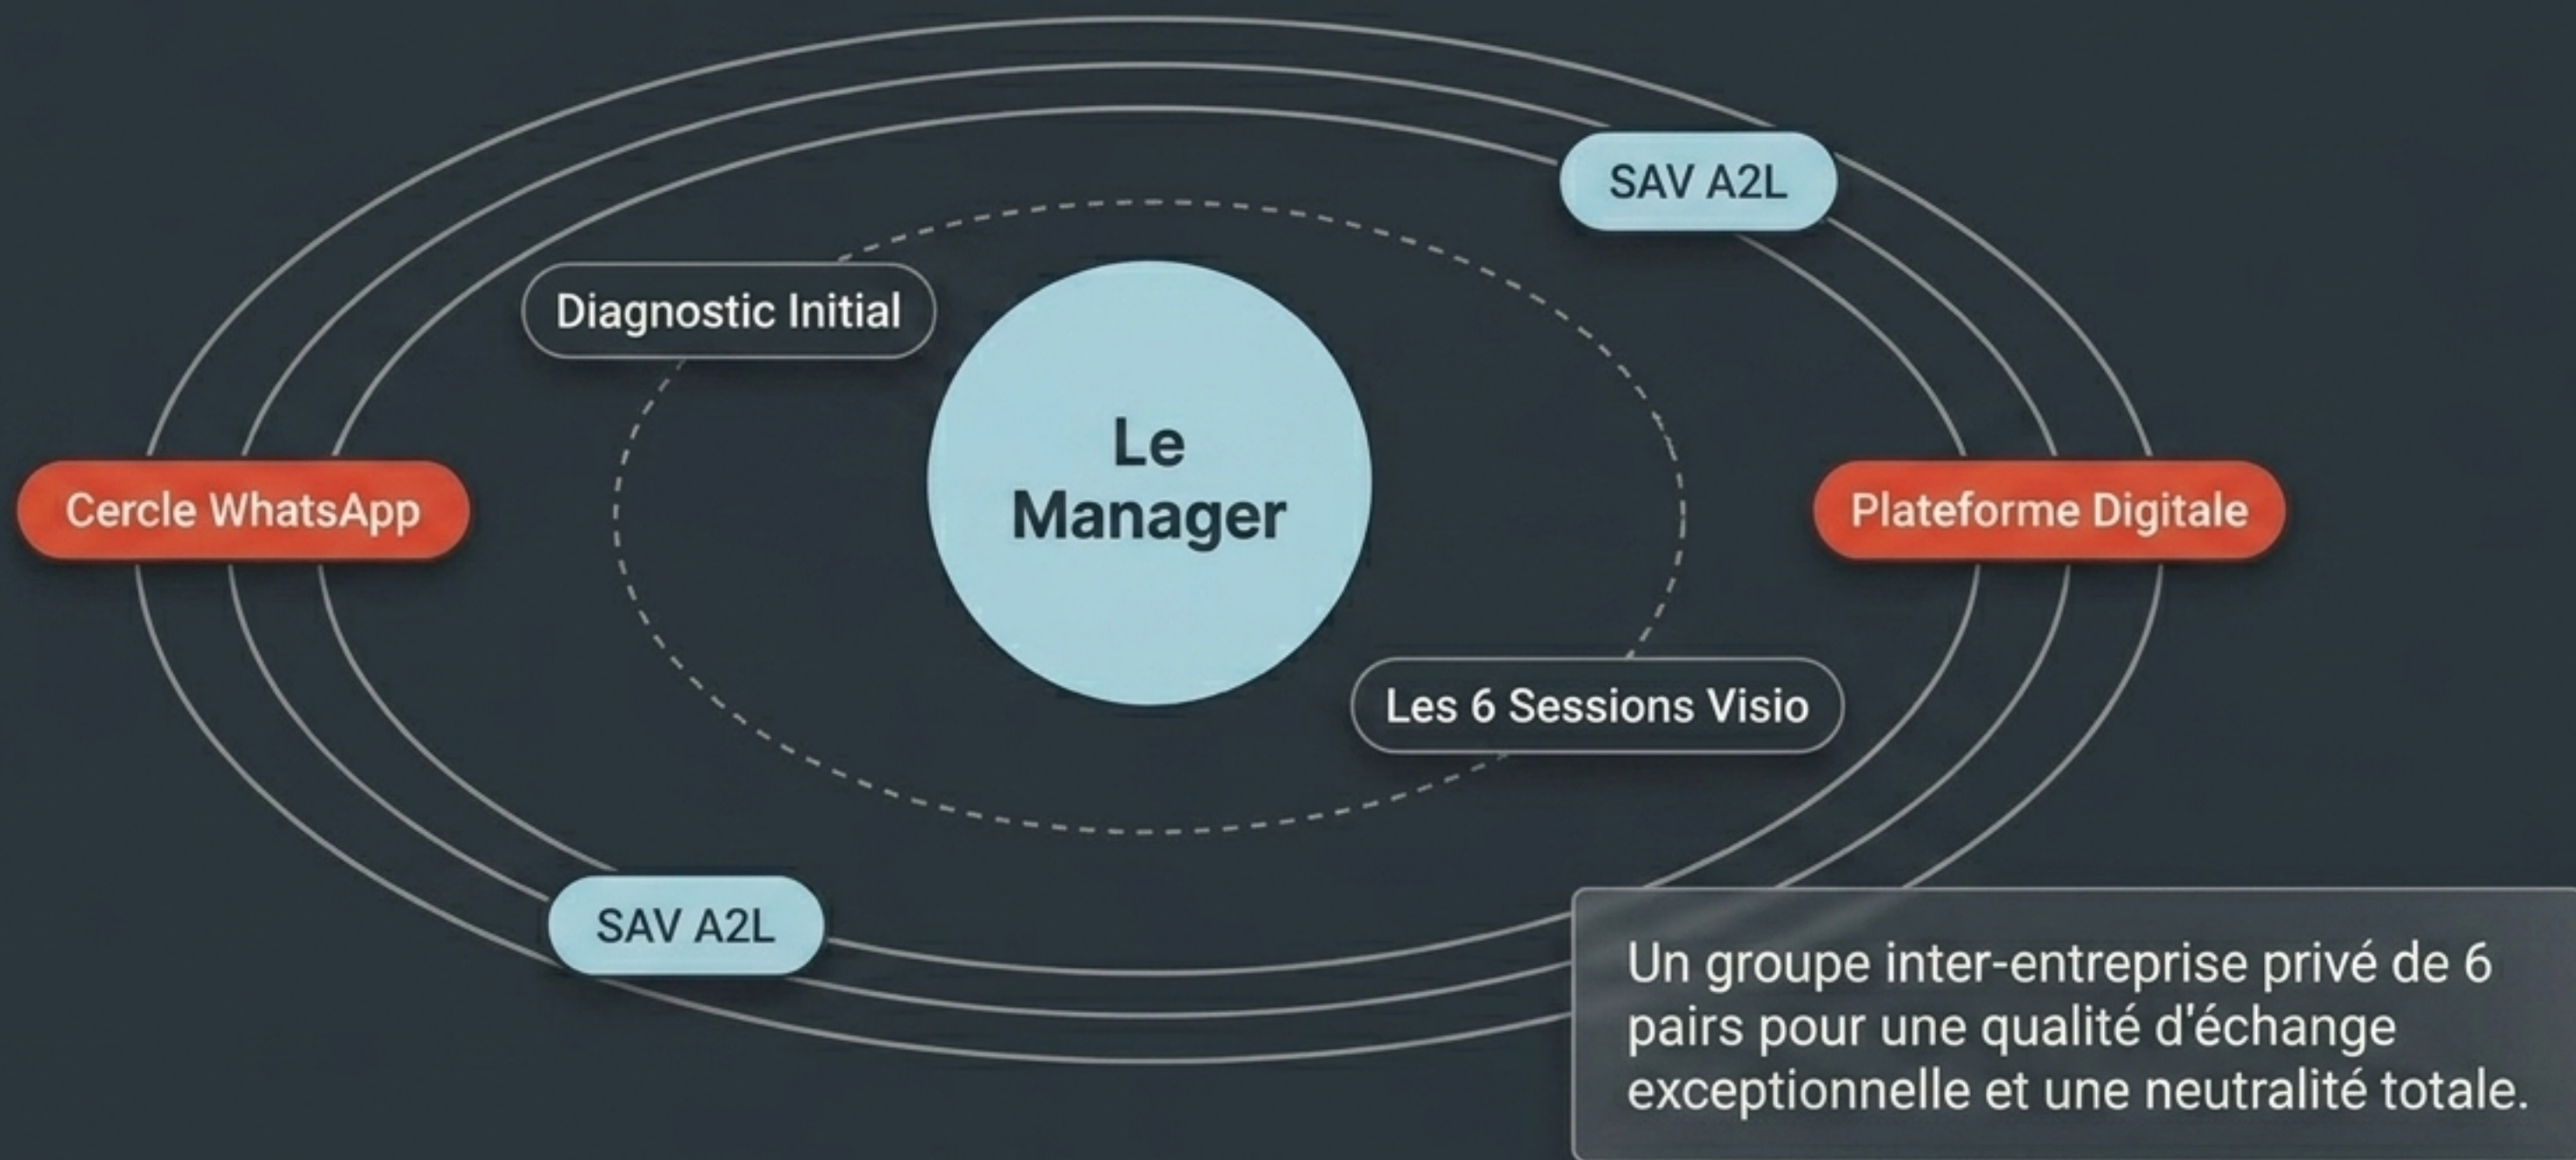 SAV A2L
Diagnostic Initial
Le
Manager
Cercle WhatsApp
Plateforme Digitale
Les 6 Sessions Visio
SAV A2L
Un groupe inter-entreprise privé de 6
pairs pour une qualité d'échange
exceptionnelle et une neutralité totale.